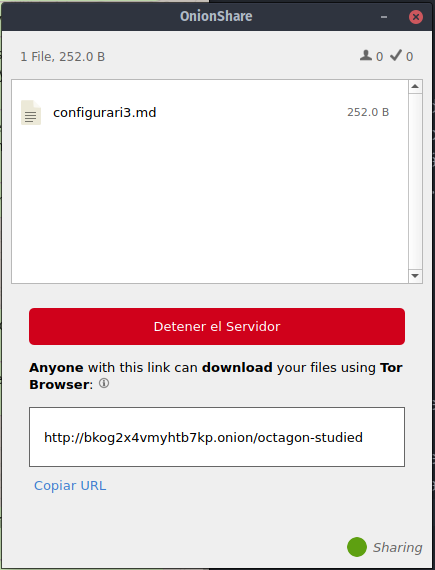 OnionShare
1 File, 252.0 B 0 0
configurari3.md 252.0 B
Detener el Servidor
Anyone with this link can download your files using Tor
Browser:
http://bkog2x4vmyhtb7kp.onion/octagon-studied
Copiar URL
Sharing